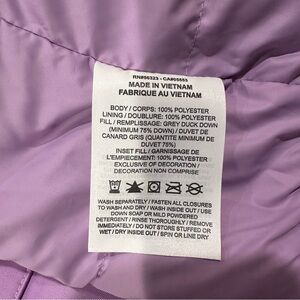 RN#56323 - CA#05553
MADE IN VIETNAM
FABRIQUE AU VIETNAM
BODY / CORPS: 100% POLYESTER
LINING / DOUBLURE: 100% POLYESTER
FILL / REMPLISSAGE: GREY DUCK DOWN
(MINIMUM 75% DOWN) / DUVET DE
CANARD GRIS (QUANTITE MINIMUM DE
DUVET 75%)
INSET FILL / GARNISSAGE DE
L'EMPIECEMENT: 100% POLYESTER
EXCLUSIVE OF DECORATION /
DECORATION NON COMPRISE
WASH SEPARATELY / FASTEN ALL CLOSURES
TO WASH AND DRY / WASH INSIDE OUT / USE
DOWN SOAP OR MILD POWDERED
DETERGENT / RINSE THOROUGHLY / REMOVE
IMMEDIATELY / DO NOT STORE STUFFED OR
WET / DRY INSIDE OUT / SPIN OR LINE DRY